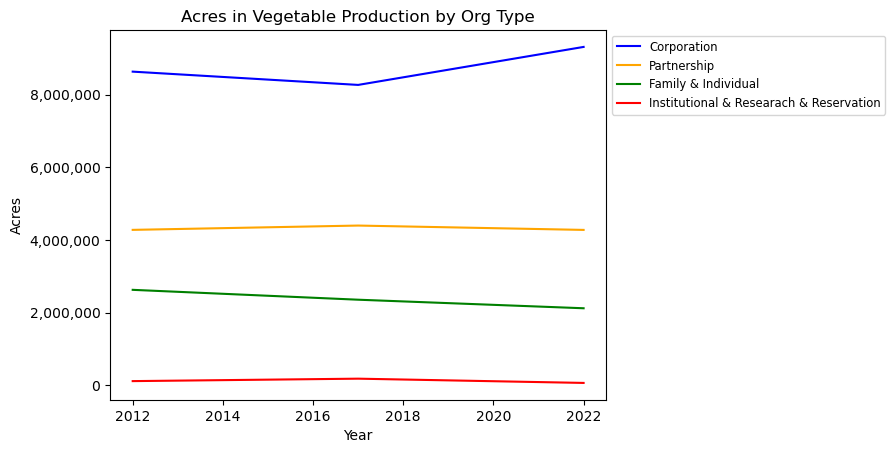 Acres in Vegetable Production by Org Type
Corporation
Partnership
Family & Individual
Institutional & Researach & Reservation
8,000,000
6,000,000
4,000,000
2,000,000
0
Acres
2012 2014 2016 2018 2020 2022
Year